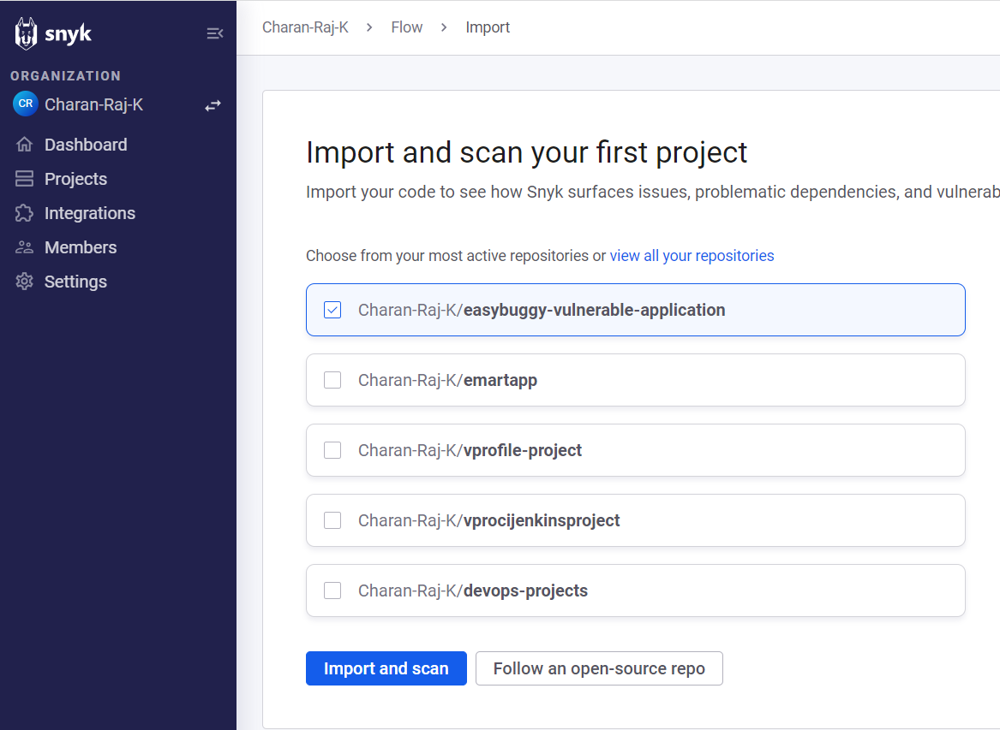 snyk
ORGANIZATION
CR Charan-Raj-K
Dashboard
Projects
Integrations
Members
Settings
Charan-Raj-K > Flow > Import
Import and scan your first project
Import your code to see how Snyk surfaces issues, problematic dependencies, and vulnerab
Choose from your most active repositories or view all your repositories
Charan-Raj-K/easybuggy-vulnerable-application
Charan-Raj-K/emartapp
Charan-Raj-K/vprofile-project
Charan-Raj-K/vprocijenkinsproject
Charan-Raj-K/devops-projects
Import and scan
Follow an open-source repo